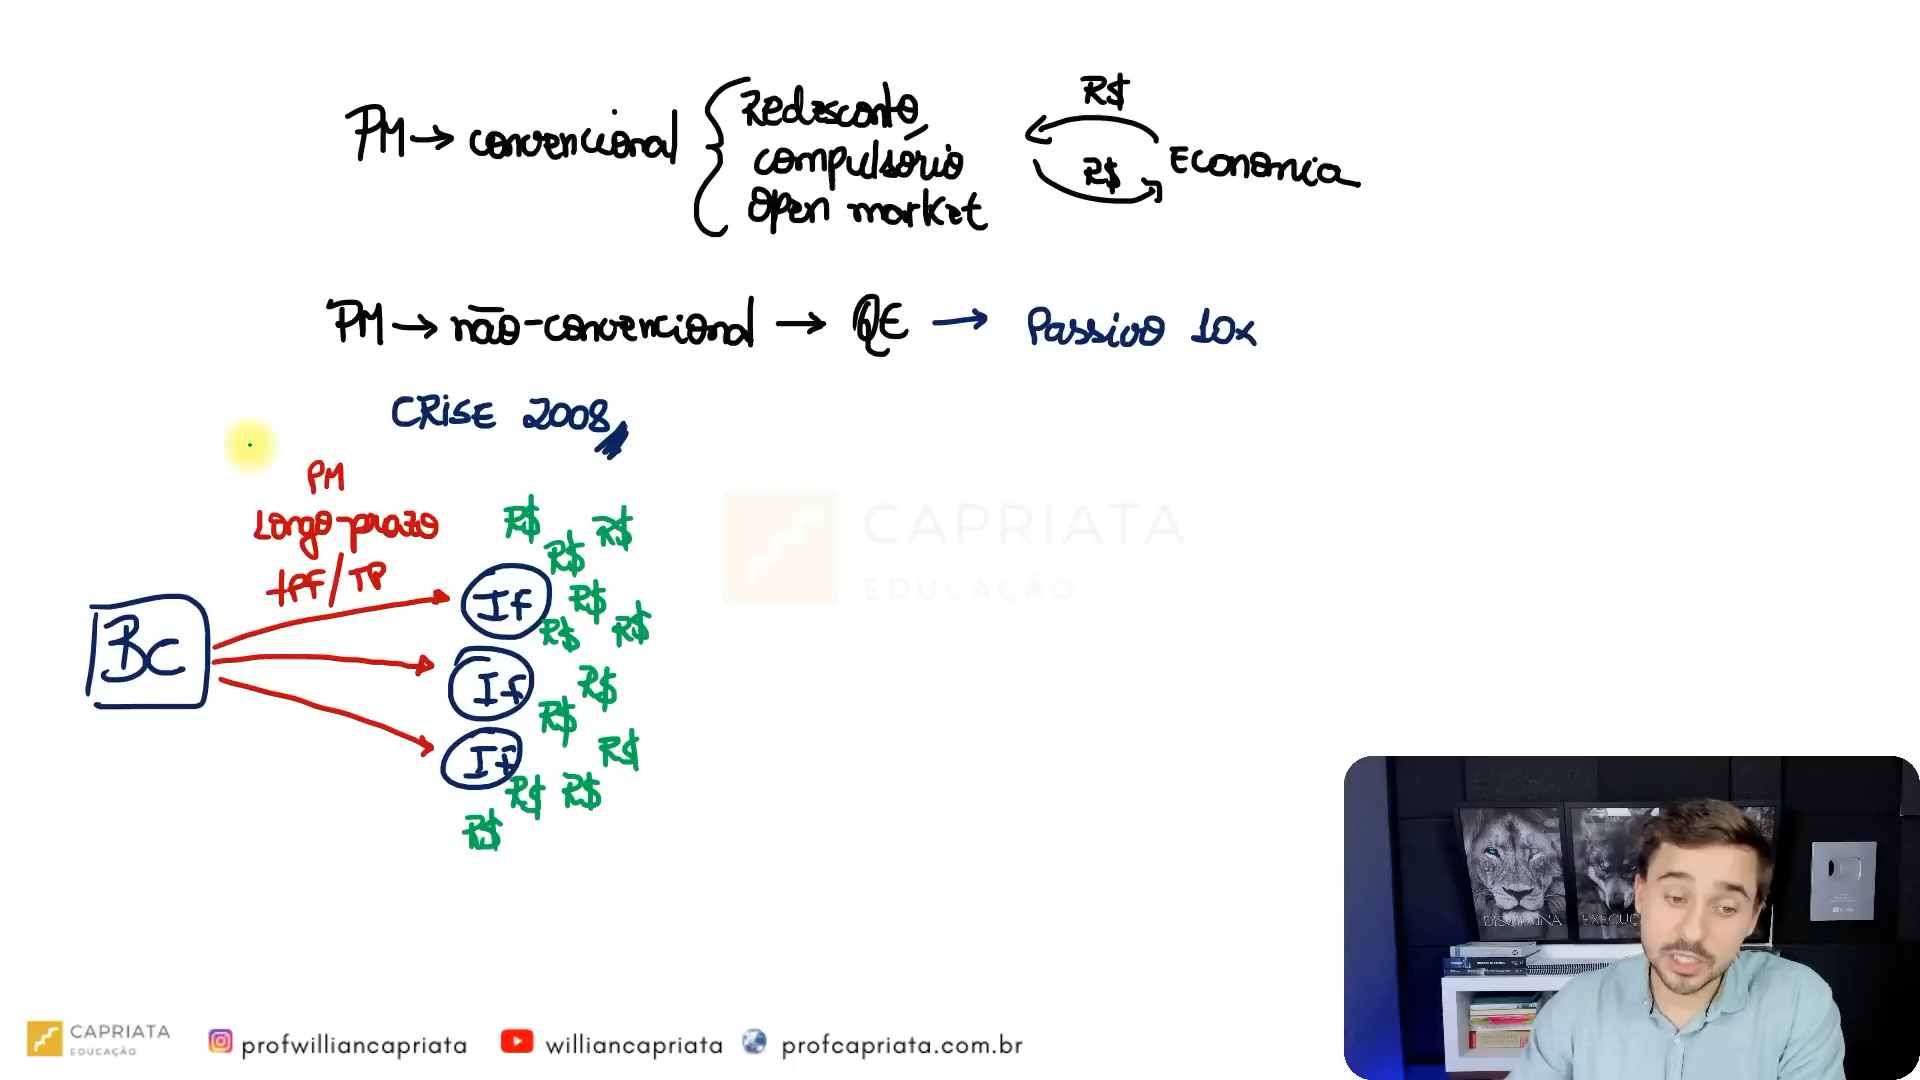 PM → convencional { Redesconto
compulsório
Open market
R$
R$
Economia
PM → não-convencional → QE → Passivo 10x
CRISE 2008
PM
Longo-prazo
TPF/TP
BC
If
If
If
R$
R$
R$
R$
R$
R$
R$
R$
R$
R$
R$
R$
CAPRIATA
EDUCAÇÃO
DISCIPLINA
EXECUÇ
CAPRIATA
EDUCAÇÃO
profwilliancapriata
williancapriata
profcapriata.com.br